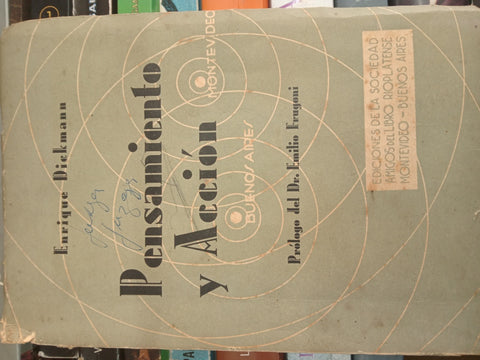 Enrique Dickmann
Pensamiento
y Acción
MONTEVIDEO
BUENOS AIRES
Prólogo del Dr. Emilio Frugoni
EDICIONES DE LA SOCIEDAD
AMIGOS DEL LIBRO RIOPLATENSE
MONTEVIDEO – BUENOS AIRES